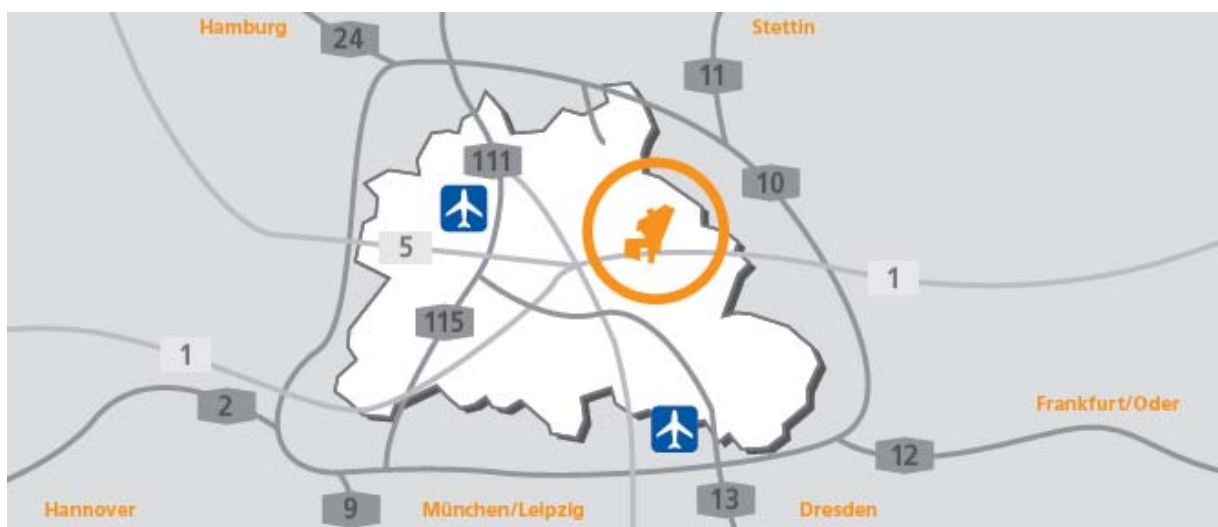 Hamburg
24
Stettin
11
111
10
5
1
115
1
2
Frankfurt/Oder
12
Hannover
9
München/Leipzig
13
Dresden